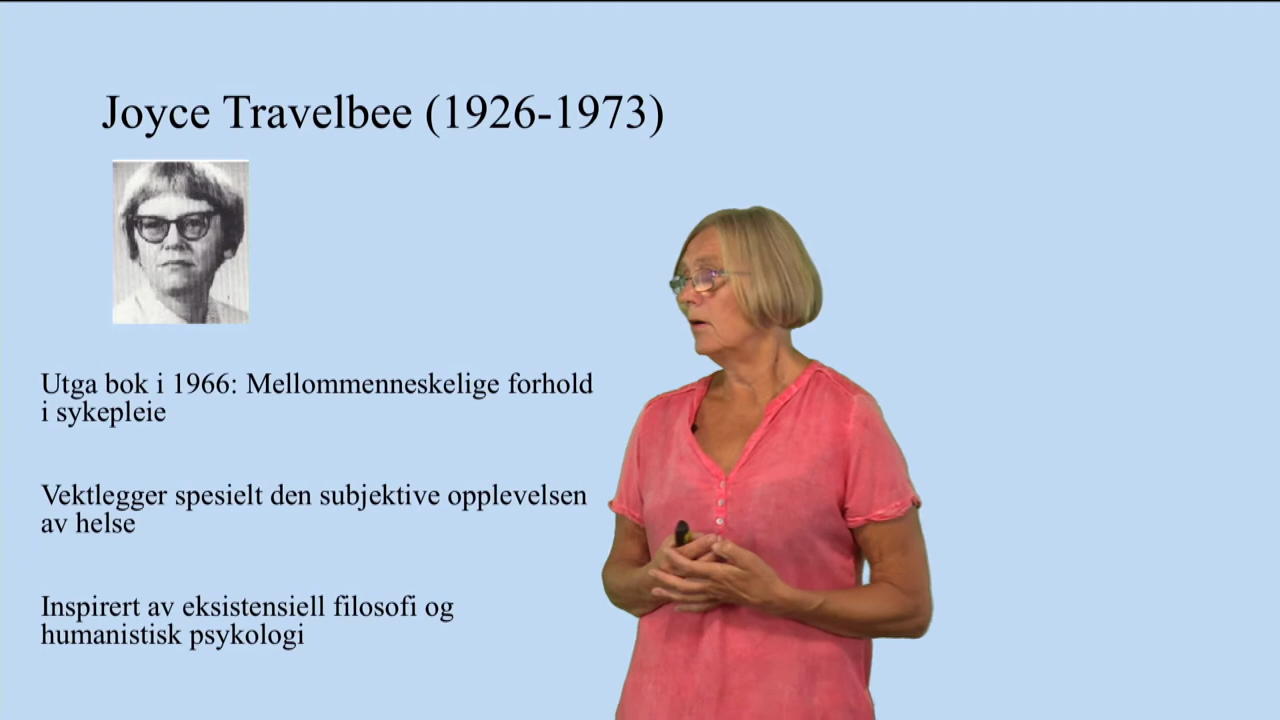 Joyce Travelbee (1926-1973)
Utga bok i 1966: Mellommenneskelige forhold
i sykepleie
Vektlegger spesielt den subjektive opplevelsen
av helse
Inspirert av eksistensiell filosofi og
humanistisk psykologi